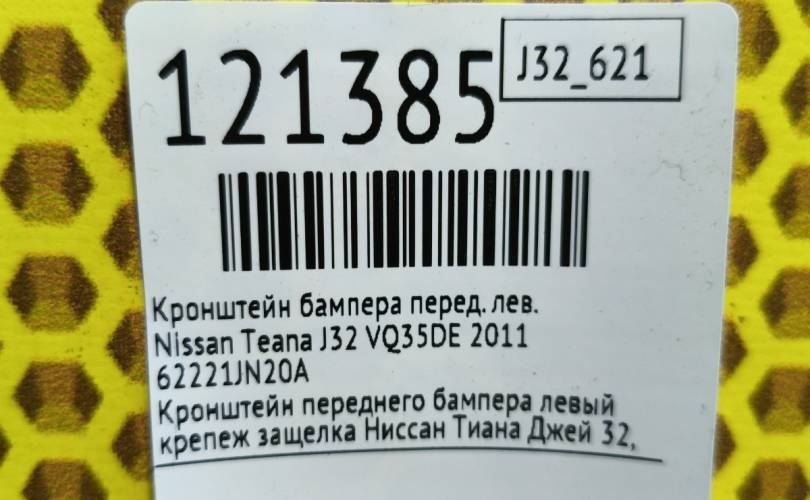 121385
J32_621
Кронштейн бампера перед. лев.
Nissan Teana J32 VQ35DE 2011
62221JN20A
Кронштейн переднего бампера левый
крепеж защелка Ниссан Тиана Джей 32,